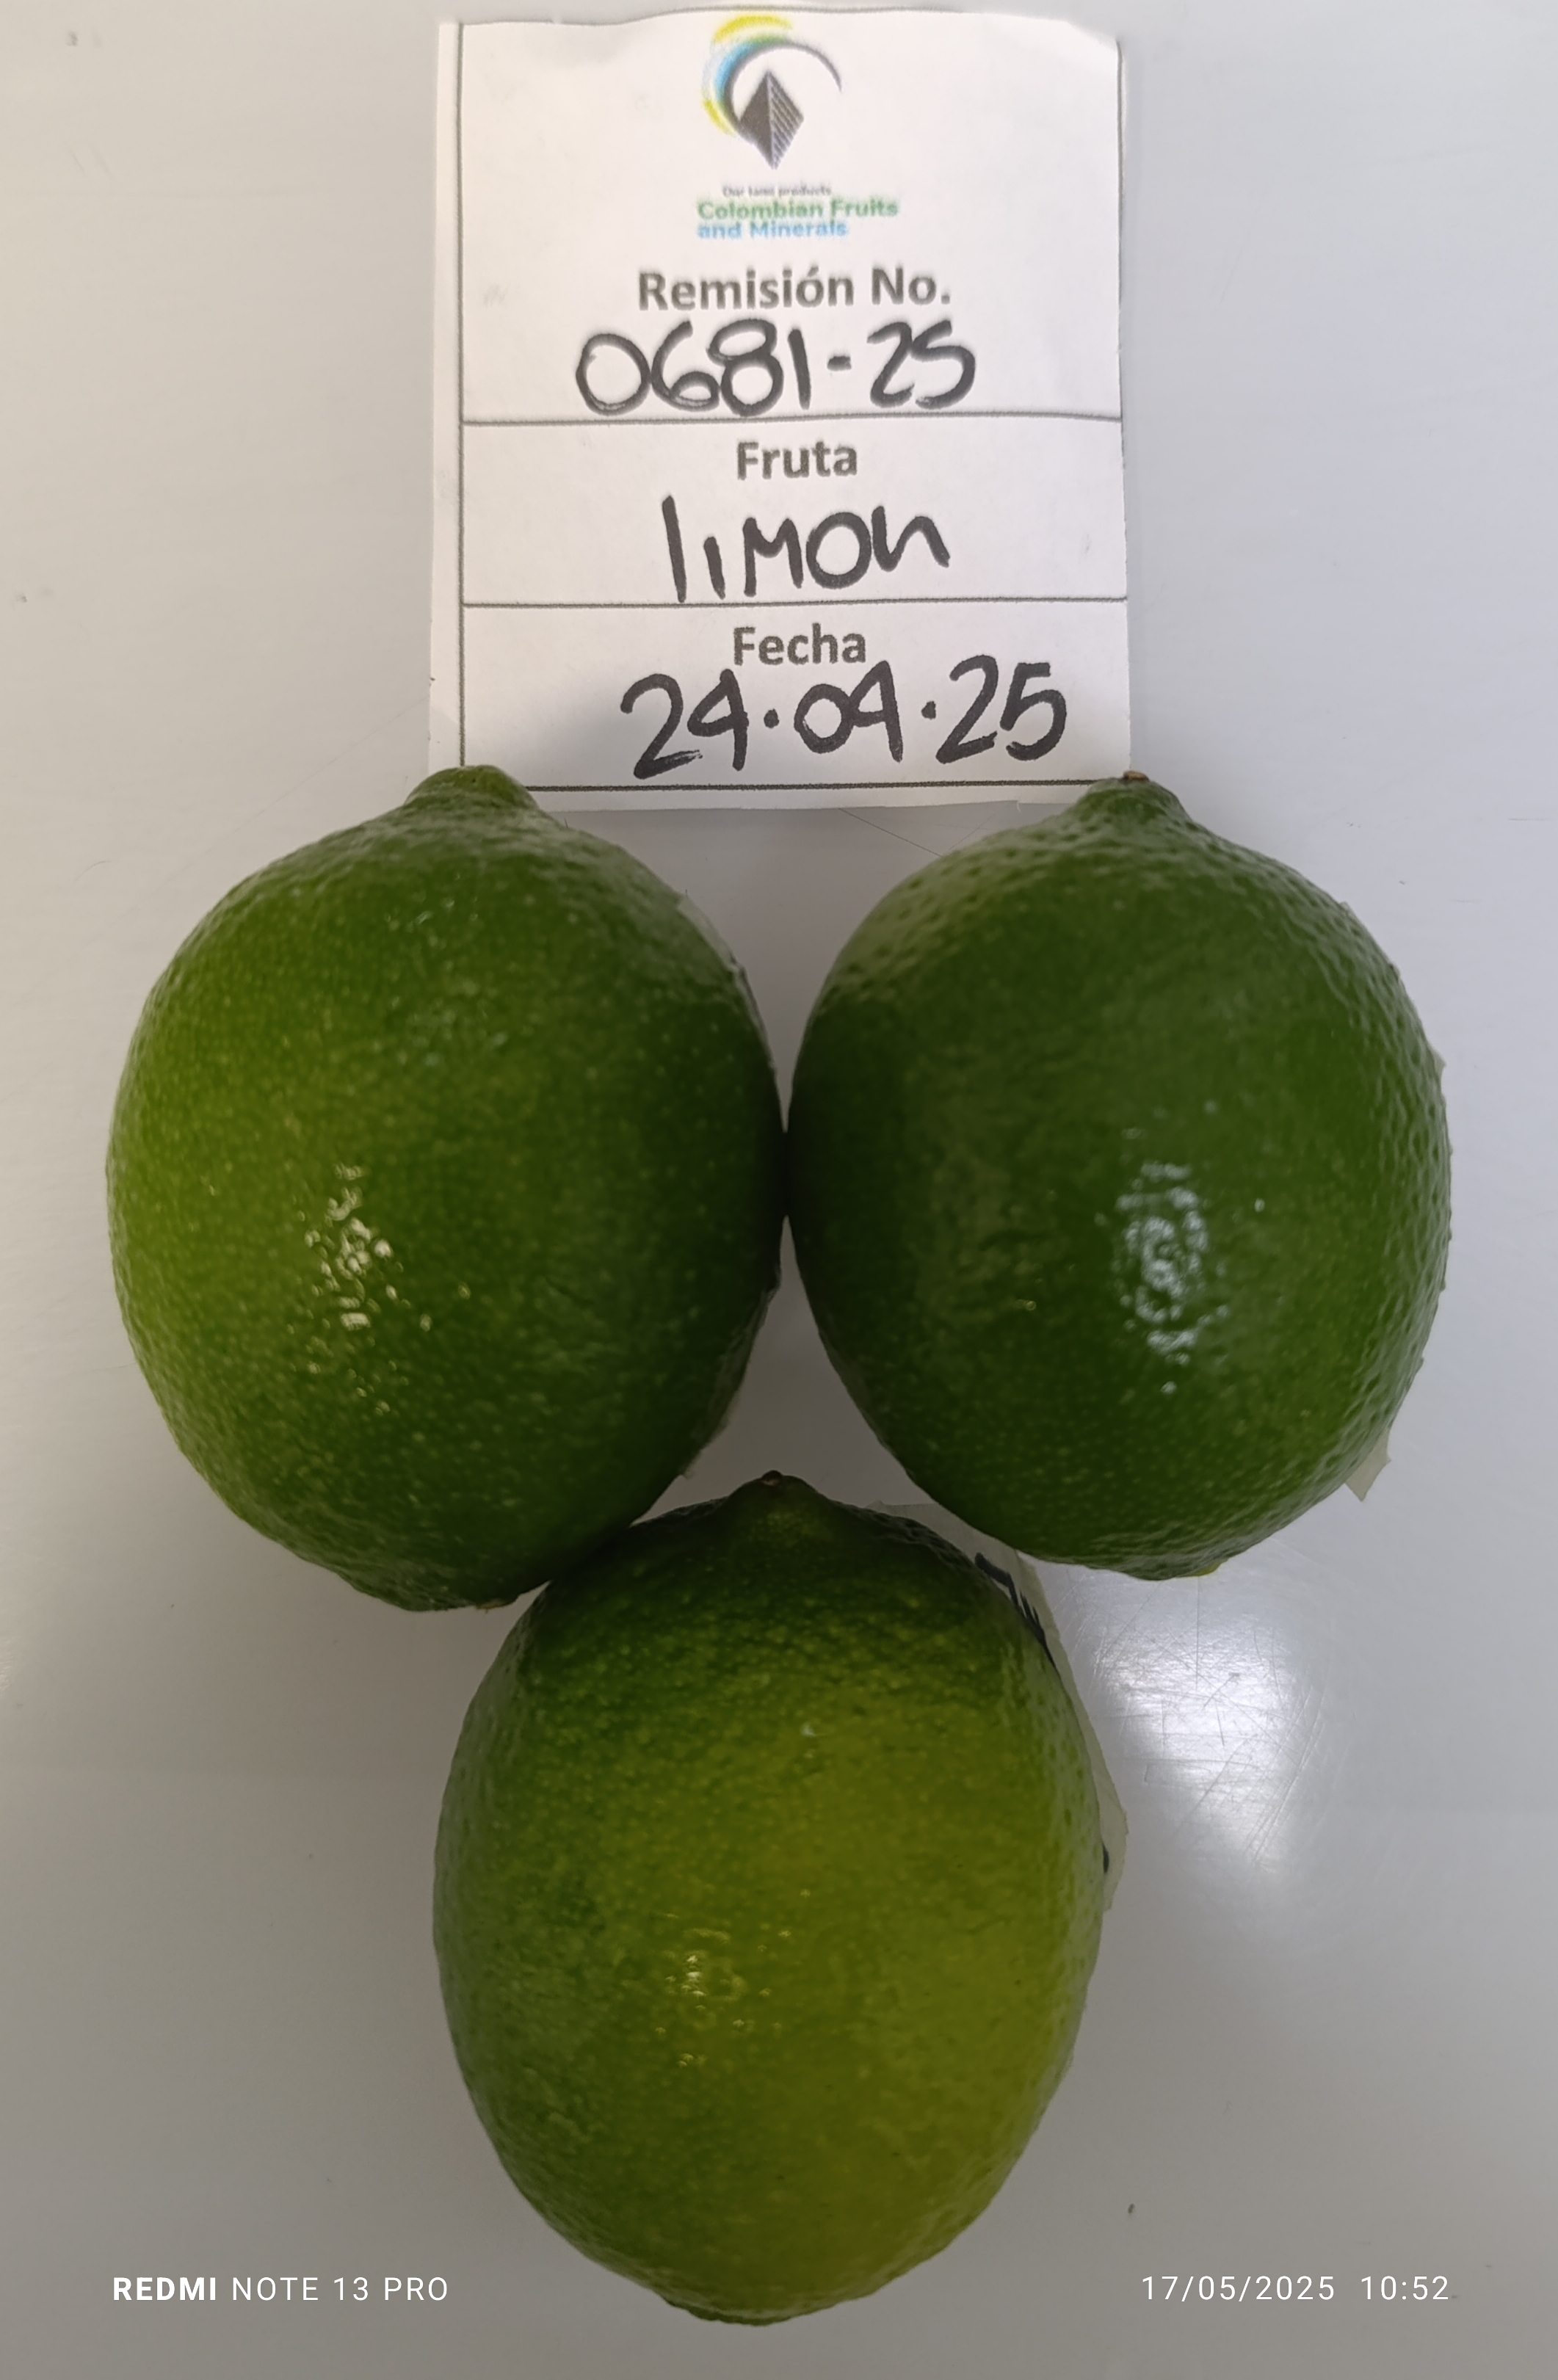 Our land products
Colombian Fruits
and Minerals
Remisión No.
0681-25
Fruta
limon
Fecha
24.04.25
REDMI NOTE 13 PRO
17/05/2025 10:52